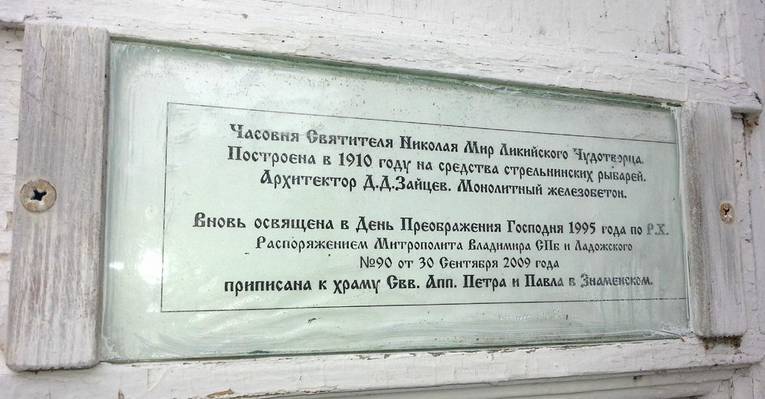 Часовня Святителя Николая Мир Ликийского Чудотворца.
Построена в 1910 году на средства стрельнинских рыбарей.
Архитектор Д.Д.Зайцев. Монолитный железобетон.
Вновь освящена в День Преображения Господня 1995 года по Р.Х.
Распоряжением Митрополита Владимира СПб и Ладожского
№90 от 30 Сентября 2009 года
приписана к храму Свв. Апп. Петра и Павла в Знаменском.